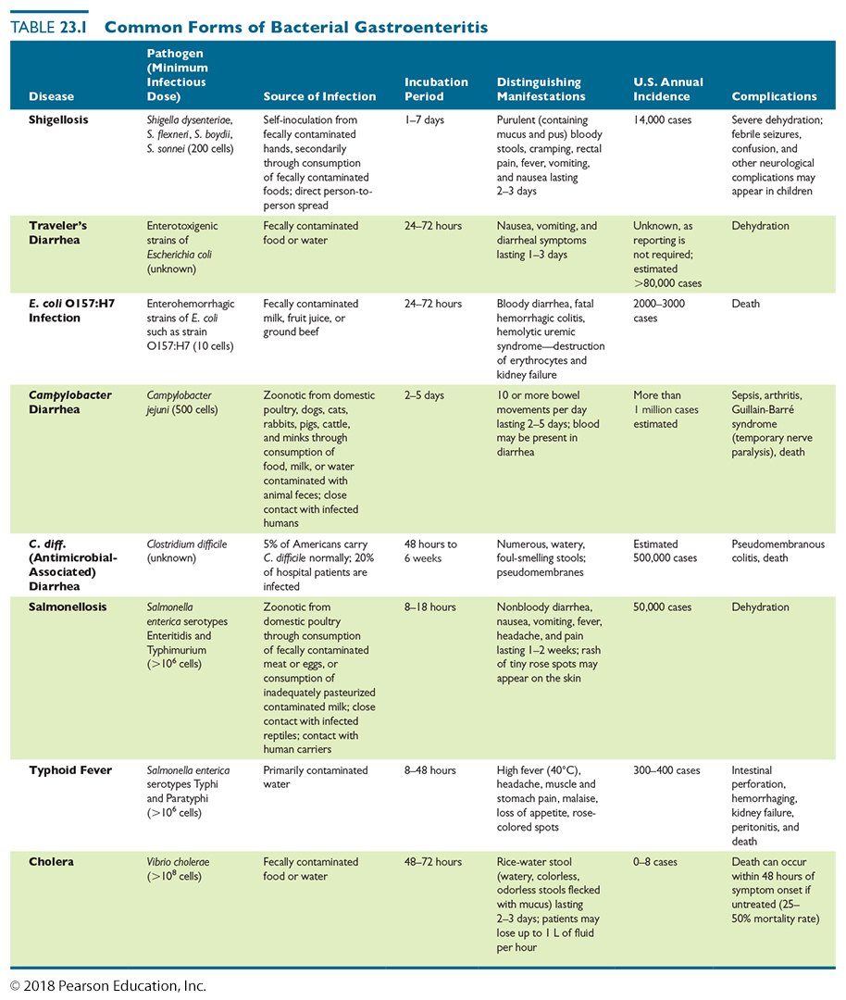 TABLE 23.1 Common Forms of Bacterial Gastroenteritis
Disease
Pathogen
(Minimum
Infectious
Dose)
Source of Infection
Incubation
Period
Distinguishing
Manifestations
U.S. Annual
Incidence
Complications
Shigellosis
Shigella dysenteriae,
S. flexneri, S. boydii,
S. sonnei (200 cells)
Self-inoculation from
fecally contaminated
hands, secondarily
through consumption
of fecally contaminated
foods; direct person-to-
person spread
1–7 days
Purulent (containing
mucus and pus) bloody
stools, cramping, rectal
pain, fever, vomiting,
and nausea lasting
2–3 days
14,000 cases
Severe dehydration;
febrile seizures,
confusion, and
other neurological
complications may
appear in children
Traveler’s
Diarrhea
Enterotoxigenic
strains of
Escherichia coli
(unknown)
Fecally contaminated
food or water
24–72 hours
Nausea, vomiting, and
diarrheal symptoms
lasting 1–3 days
Unknown, as
reporting is
not required;
estimated
>80,000 cases
Dehydration
E. coli O157:H7
Infection
Enterohemorrhagic
strains of E. coli
such as strain
O157:H7 (10 cells)
Fecally contaminated
milk, fruit juice, or
ground beef
24–72 hours
Bloody diarrhea, fatal
hemorrhagic colitis,
hemolytic uremic
syndrome—destruction
of erythrocytes and
kidney failure
2000–3000
cases
Death
Campylobacter
Diarrhea
Campylobacter
jejuni (500 cells)
Zoonotic from domestic
poultry, dogs, cats,
rabbits, pigs, cattle,
and minks through
consumption of
food, milk, or water
contaminated with
animal feces; close
contact with infected
humans
2–5 days
10 or more bowel
movements per day
lasting 2–5 days; blood
may be present in
diarrhea
More than
1 million cases
estimated
Sepsis, arthritis,
Guillain-Barré
syndrome
(temporary nerve
paralysis), death
C. diff.
(Antimicrobial-
Associated)
Diarrhea
Clostridium difficile
(unknown)
5% of Americans carry
C. difficile normally; 20%
of hospital patients are
infected
48 hours to
6 weeks
Numerous, watery,
foul-smelling stools;
pseudomembranes
Estimated
500,000 cases
Pseudomembranous
colitis, death
Salmonellosis
Salmonella
enterica serotypes
Enteritidis and
Typhimurium
(>10⁶ cells)
Zoonotic from
domestic poultry
through consumption
of fecally contaminated
meat or eggs, or
consumption of
inadequately pasteurized
contaminated milk; close
contact with infected
reptiles; contact with
human carriers
8–18 hours
Nonbloody diarrhea,
nausea, vomiting, fever,
headache, and pain
lasting 1–2 weeks; rash
of tiny rose spots may
appear on the skin
50,000 cases
Dehydration
Typhoid Fever
Salmonella enterica
serotypes Typhi
and Paratyphi
(>10⁶ cells)
Primarily contaminated
water
8–48 hours
High fever (40°C),
headache, muscle and
stomach pain, malaise,
loss of appetite, rose-
colored spots
300–400 cases
Intestinal
perforation,
hemorrhaging,
kidney failure,
peritonitis, and
death
Cholera
Vibrio cholerae
(>10⁸ cells)
Fecally contaminated
food or water
48–72 hours
Rice-water stool
(watery, colorless,
odorless stools flecked
with mucus) lasting
2–3 days; patients may
lose up to 1 L of fluid
per hour
0–8 cases
Death can occur
within 48 hours of
symptom onset if
untreated (25–
50% mortality rate)
© 2018 Pearson Education, Inc.